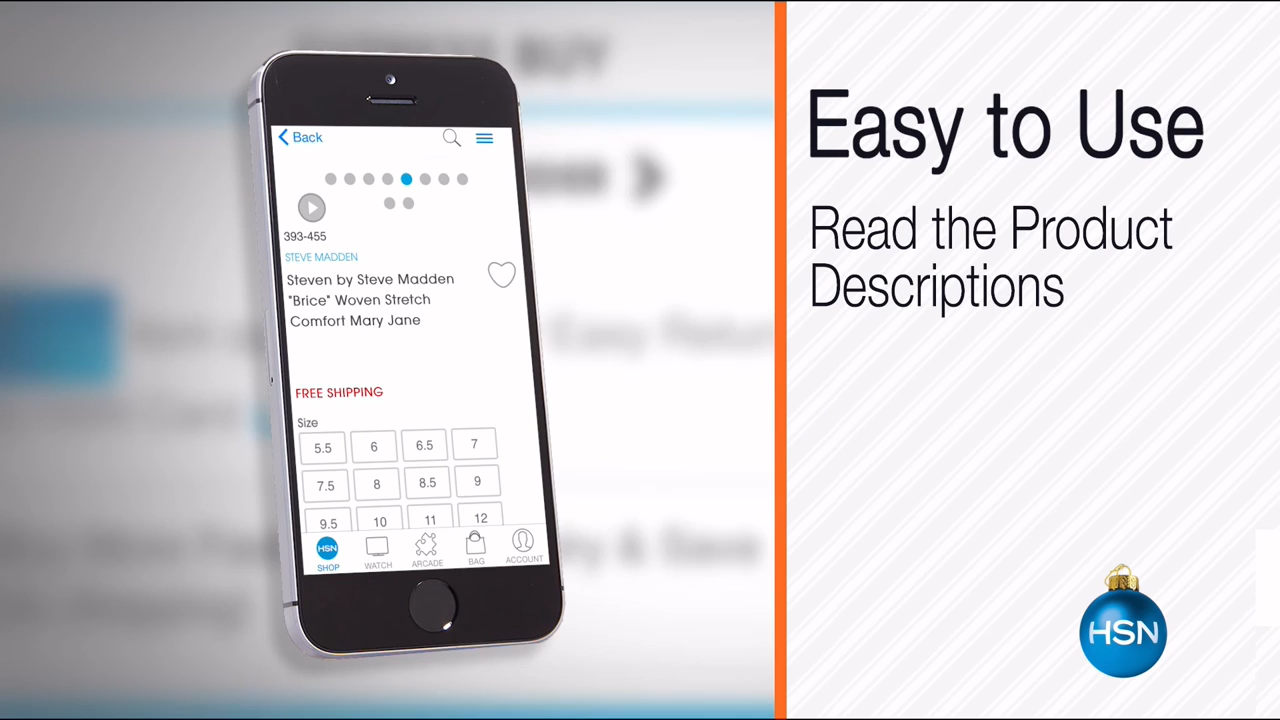 Back
393-455
STEVE MADDEN
Steven by Steve Madden
"Brice" Woven Stretch
Comfort Mary Jane
FREE SHIPPING
Size
5.5 6 6.5 7
7.5 8 8.5 9
9.5 10 11 12
HSN
SHOP WATCH ARCADE BAG ACCOUNT
Easy to Use
Read the Product
Descriptions
HSN
BUY